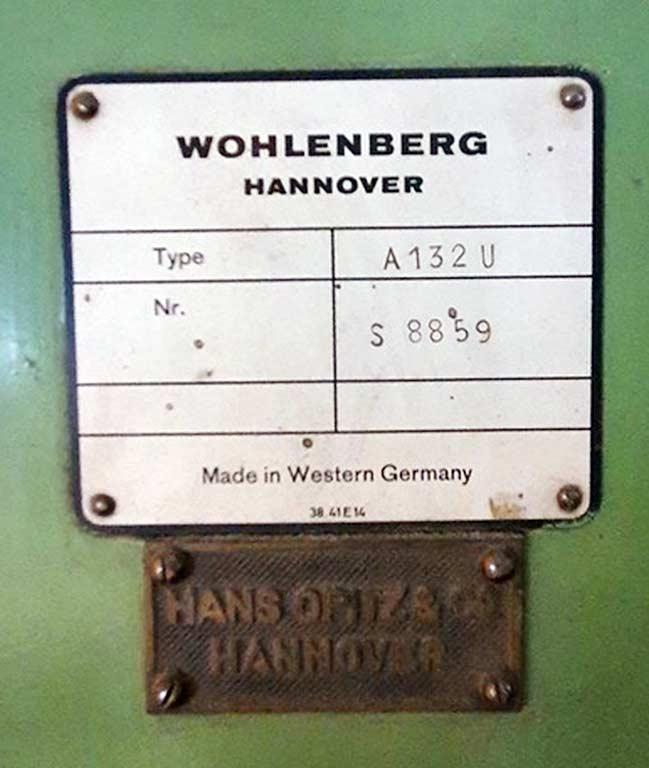 WOHLENBERG
HANNOVER
Type A132U
Nr. S 8859
Made in Western Germany
38.41E14
HANS OPITZ & CO
HANNOVER